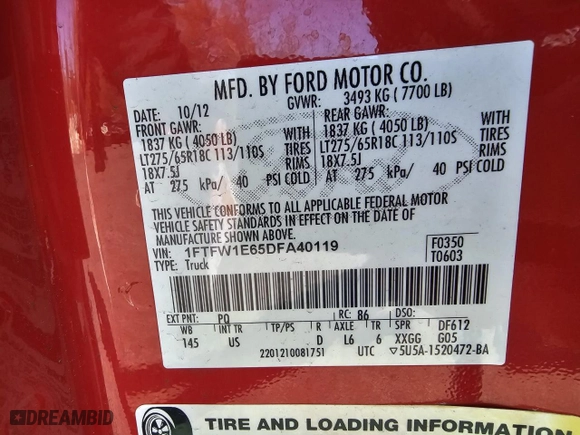 MFD. BY FORD MOTOR CO.
DATE: 10/12 GVWR: 3493 KG ( 7700 LB)
FRONT GAWR: REAR GAWR:
1837 KG ( 4050 LB) WITH 1837 KG ( 4050 LB) WITH
LT275/65R18C 113/110S TIRES LT275/65R18C 113/110S TIRES
18X7.5J RIMS 18X7.5J RIMS
AT 275 kPa/ 40 PSI COLD AT 275 kPa/ 40 PSI COLD
THIS VEHICLE CONFORMS TO ALL APPLICABLE FEDERAL MOTOR
VEHICLE SAFETY STANDARDS IN EFFECT ON THE DATE OF
MANUFACTURE SHOWN ABOVE.
VIN: 1FTFW1E65DFA40119 F0350
TYPE: Truck T0603
EXT PNT: PQ RC: 86 DF612
WB INT TR TP/PS R AXLE TR SPR G05
145 US D L6 6 XXGG
2201210081751 UTC ▽5U5A-1520472-BA
TIRE AND LOADING INFORMATION
DREAMBID